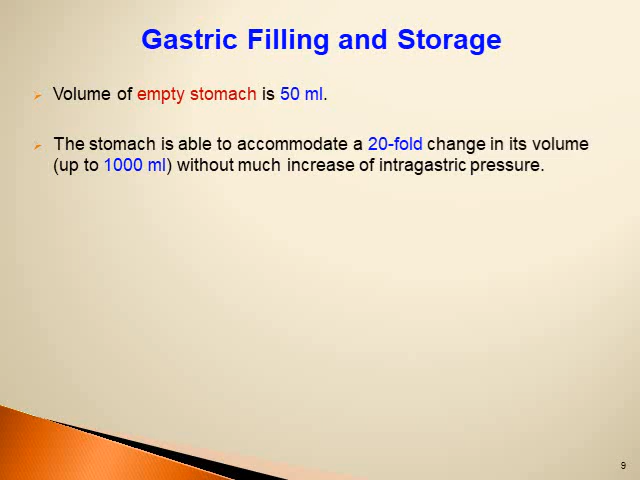 Gastric Filling and Storage
➢ Volume of empty stomach is 50 ml.
➢ The stomach is able to accommodate a 20-fold change in its volume
(up to 1000 ml) without much increase of intragastric pressure.
9